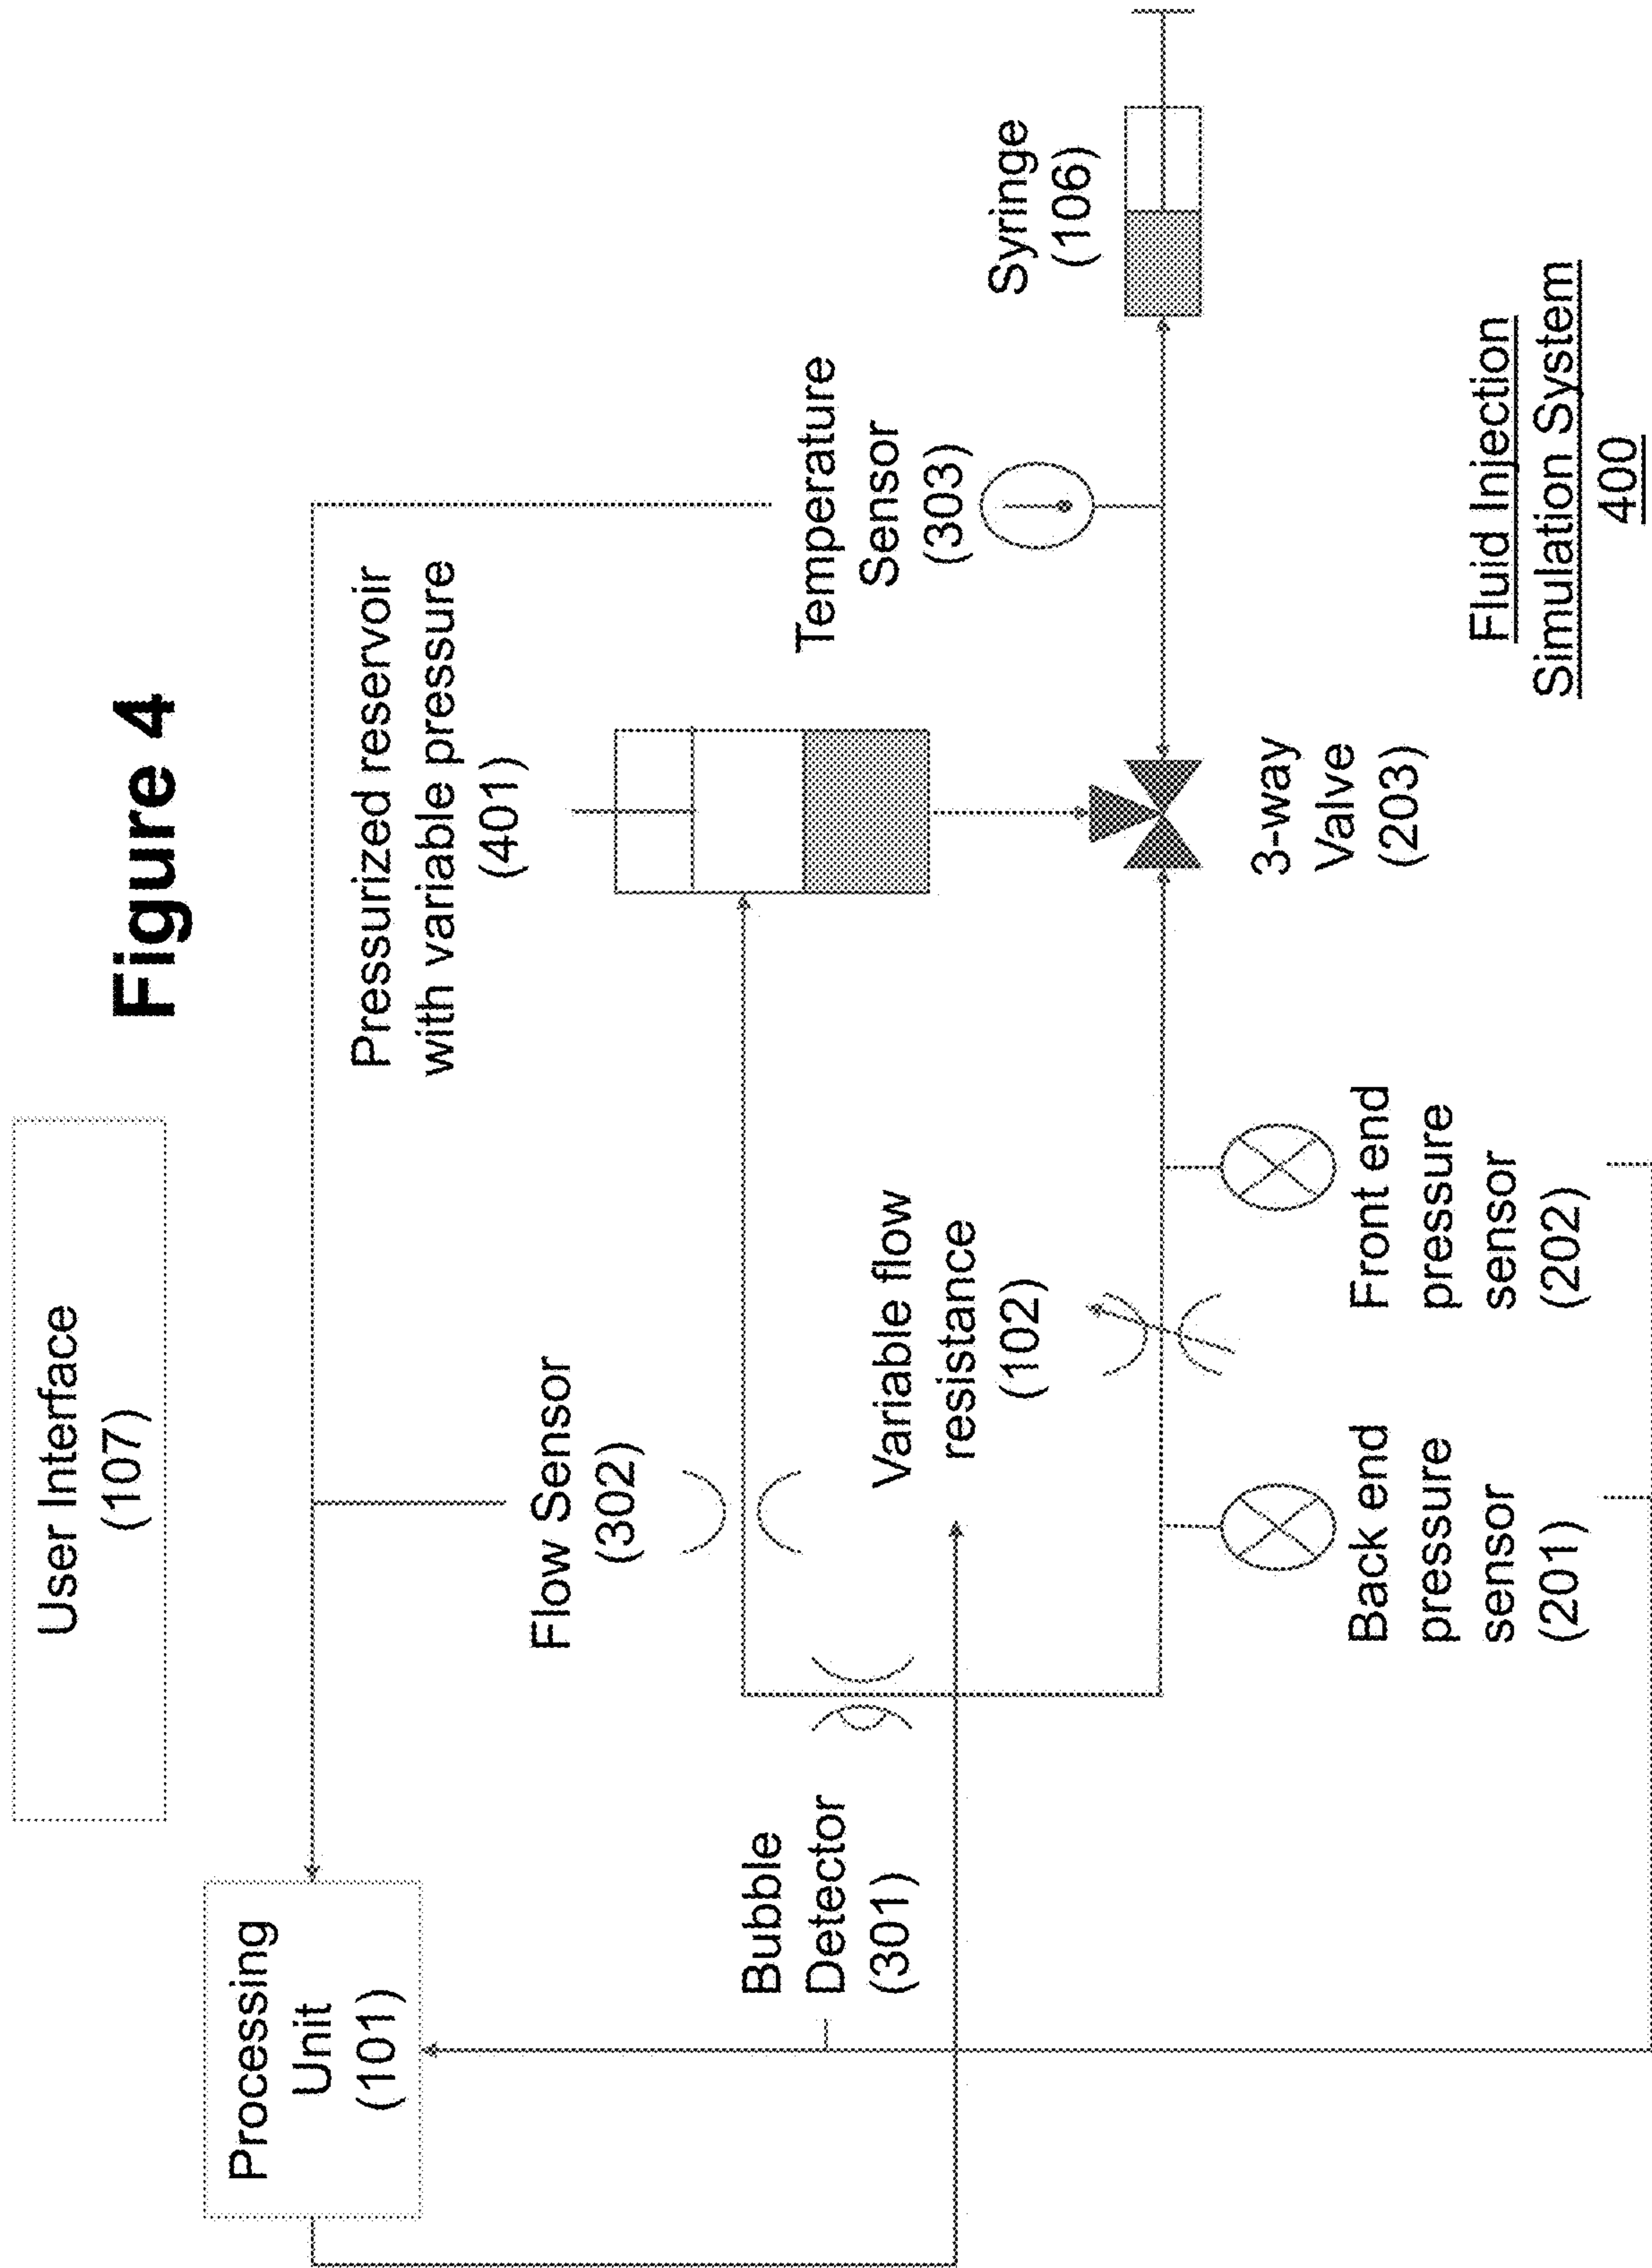 Figure 4
User Interface
(107)
Processing
Unit
(101)
Pressurized reservoir
with variable pressure
(401)
Flow Sensor
(302)
Temperature
Sensor
(303)
Bubble
Detector
(301)
Variable flow
resistance
(102)
Syringe
(106)
3-way
Valve
(203)
Back end
pressure
sensor
(201)
Front end
pressure
sensor
(202)
Fluid Injection
Simulation System
400